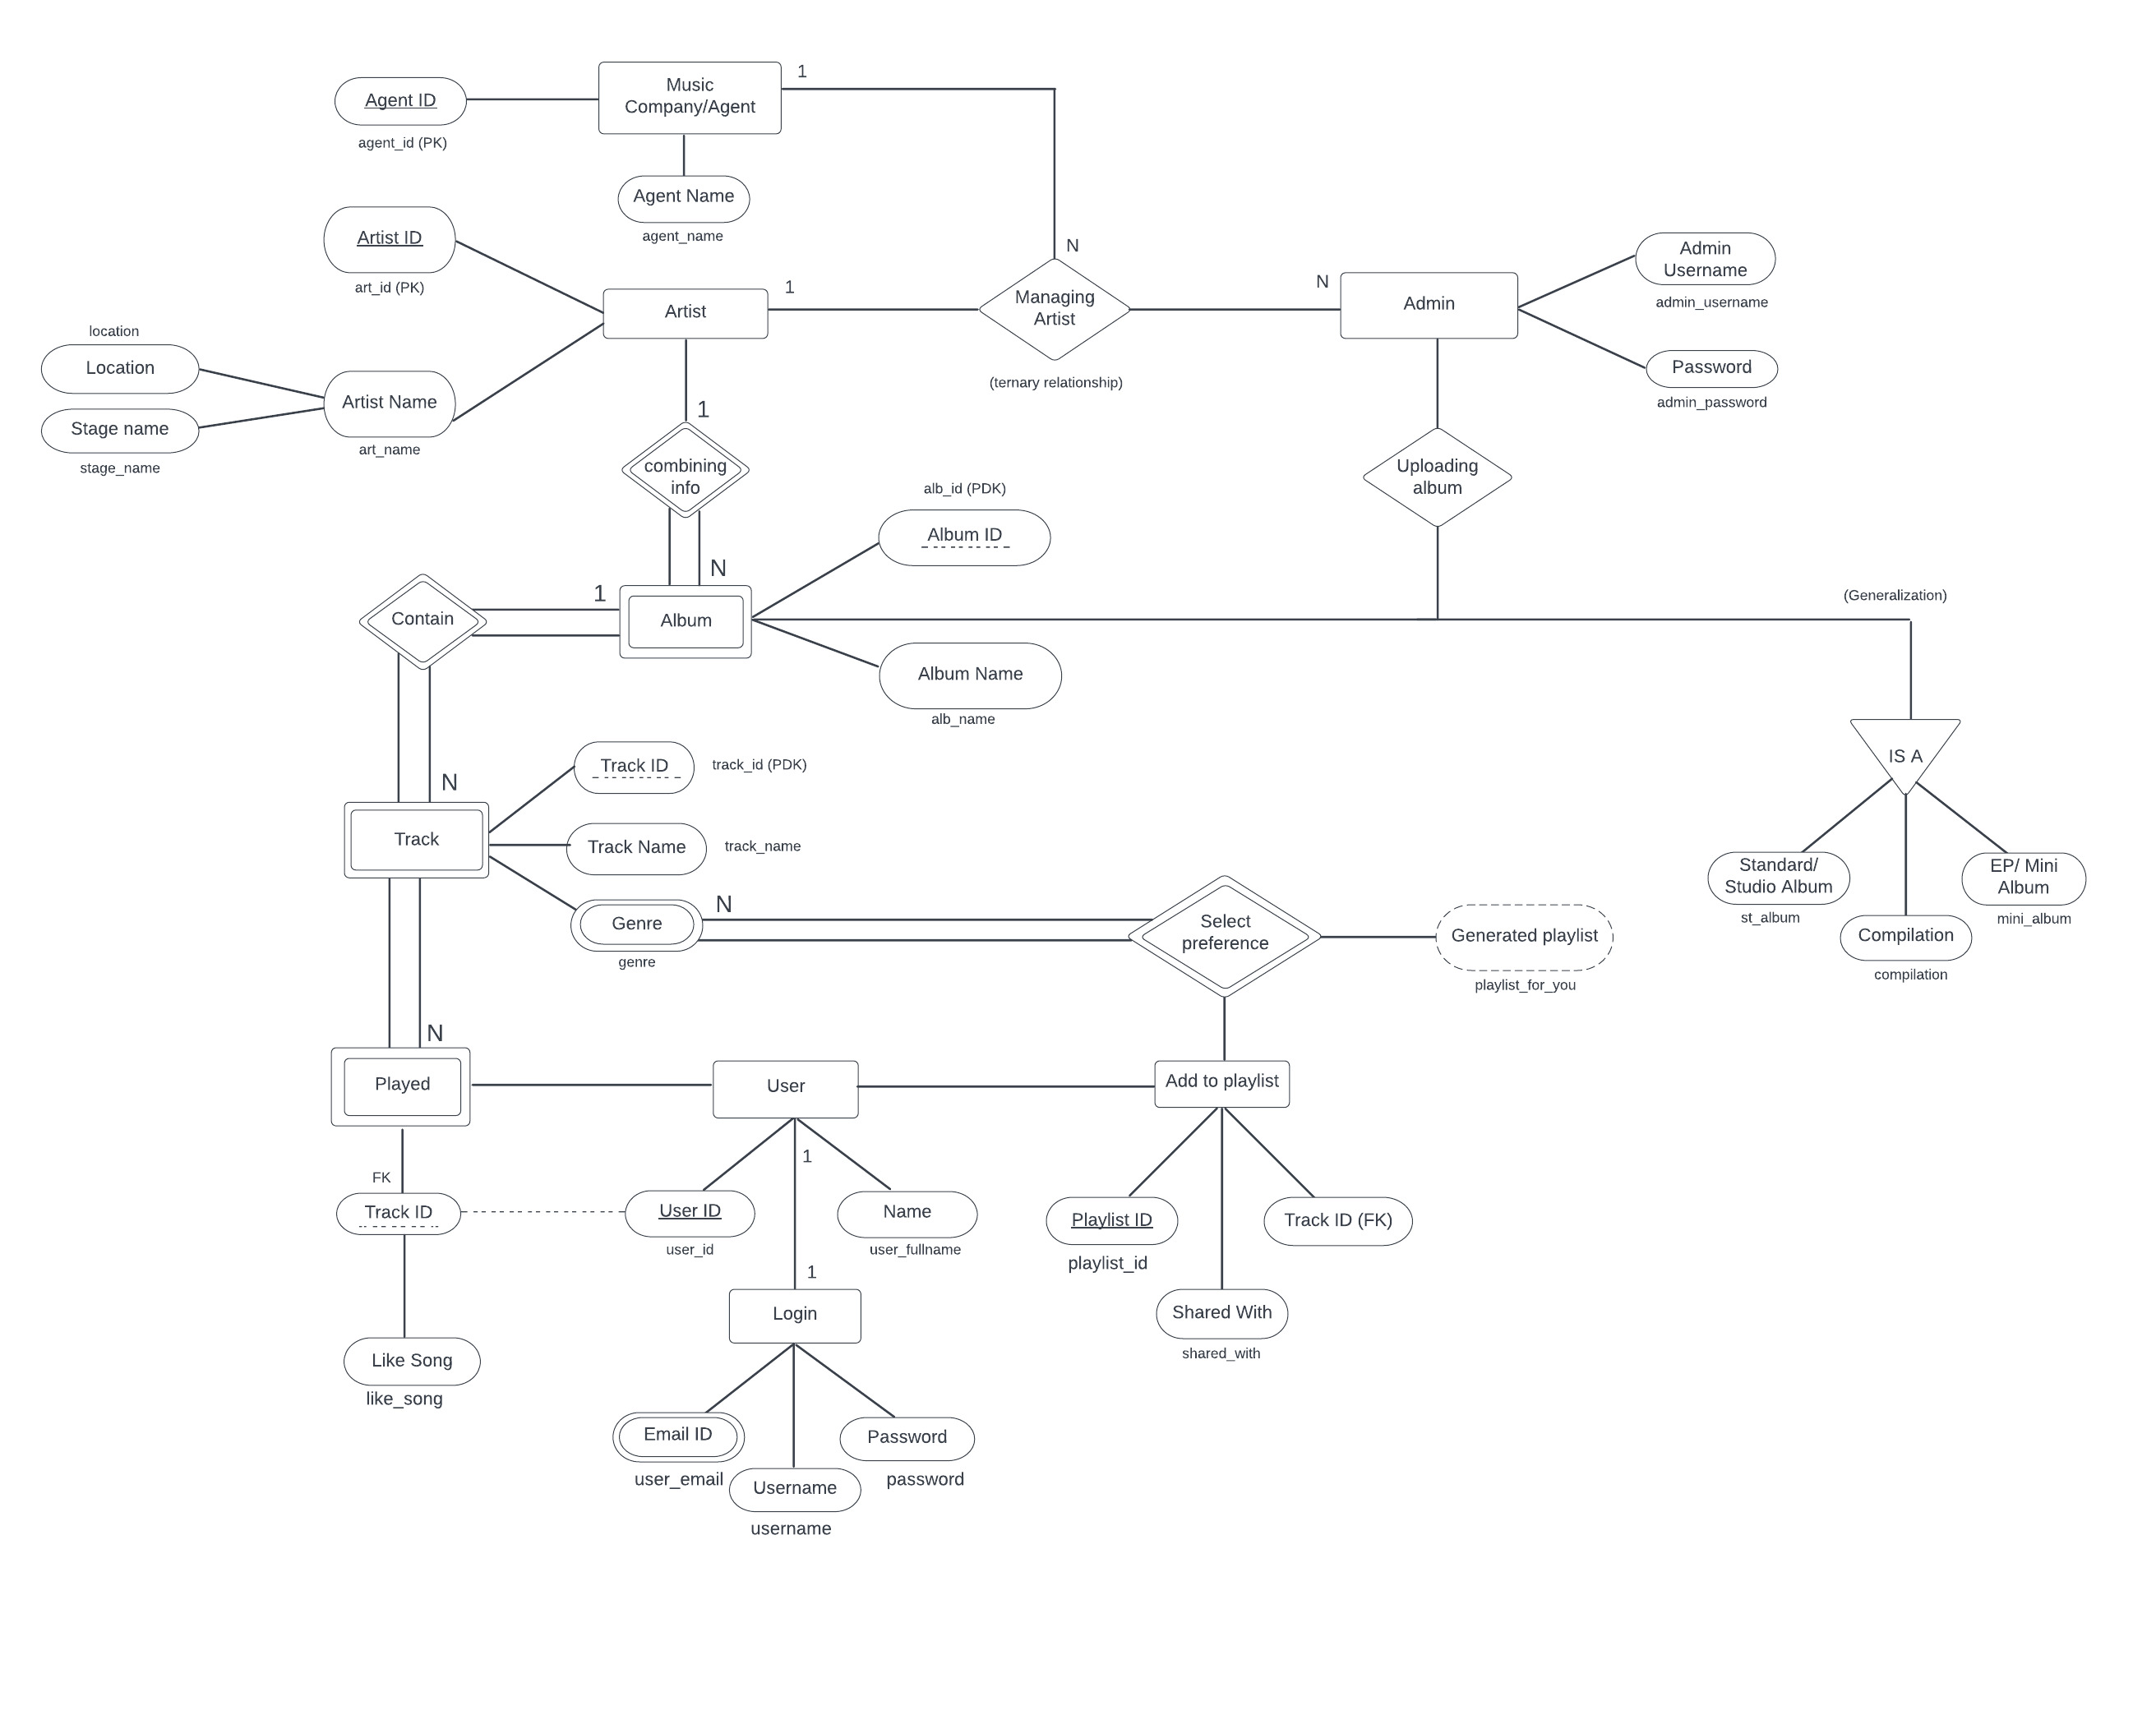 1
Music
Company/Agent
Agent ID
agent_id (PK)
Agent Name
agent_name
Artist ID
art_id (PK)
N
Admin
Username
admin_username
1
N
Artist
Managing
Artist
Admin
(ternary relationship)
Password
admin_password
location
Location
Artist Name
Stage name
art_name
stage_name
1
combining
info
Uploading
album
alb_id (PDK)
Album ID
N
1
Contain
Album
(Generalization)
Album Name
alb_name
IS A
Track ID
track_id (PDK)
N
Track
Track Name
track_name
Standard/
Studio Album
st_album
EP/ Mini
Album
mini_album
Compilation
compilation
N
Genre
genre
Select
preference
Generated playlist
playlist_for_you
N
Played
User
Add to playlist
1
FK
Track ID
User ID
user_id
Name
user_fullname
Playlist ID
playlist_id
Track ID (FK)
1
Login
Shared With
shared_with
Like Song
like_song
Email ID
user_email
Password
password
Username
username